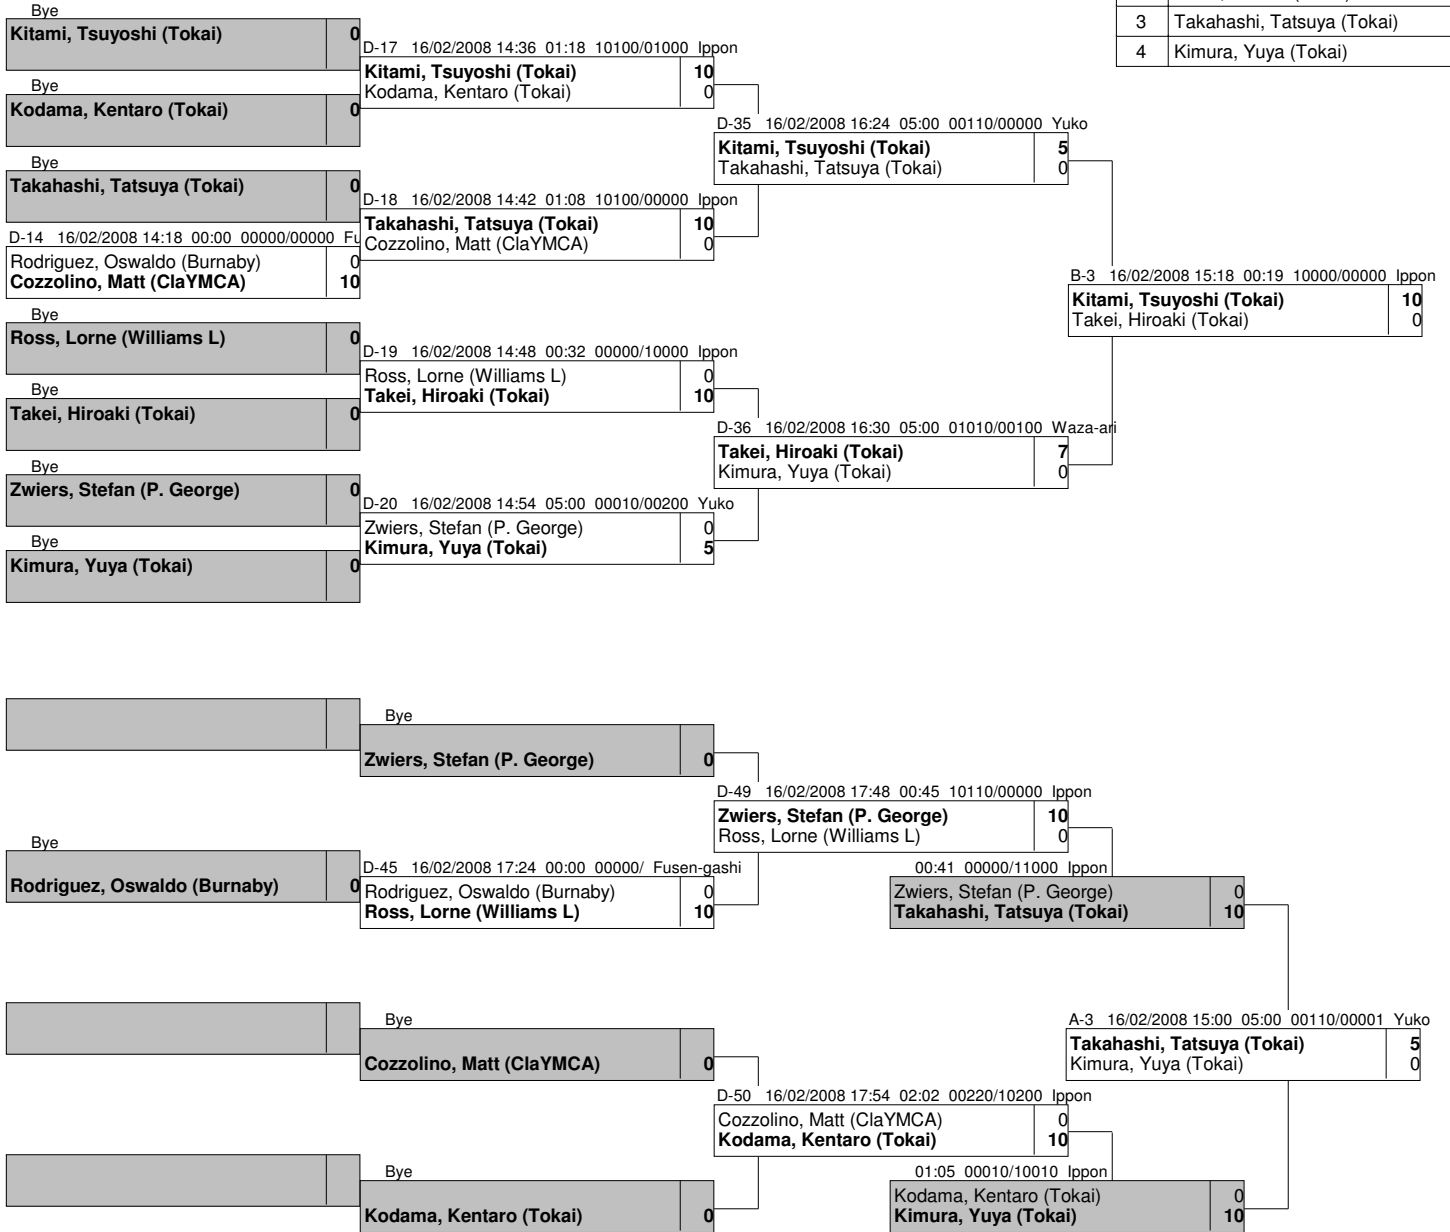 3 Takahashi, Tatsuya (Tokai)
4 Kimura, Yuya (Tokai)
Bye
Kitami, Tsuyoshi (Tokai) 0
Bye
Kodama, Kentaro (Tokai) 0
Bye
Takahashi, Tatsuya (Tokai) 0
D-14 16/02/2008 14:18 00:00 00000/00000 Fu
Rodriguez, Oswaldo (Burnaby) 0
Cozzolino, Matt (ClaYMCA) 10
Bye
Ross, Lorne (Williams L) 0
Bye
Takei, Hiroaki (Tokai) 0
Bye
Zwiers, Stefan (P. George) 0
Bye
Kimura, Yuya (Tokai) 0
D-17 16/02/2008 14:36 01:18 10100/01000 Ippon
Kitami, Tsuyoshi (Tokai) 10
Kodama, Kentaro (Tokai) 0
D-18 16/02/2008 14:42 01:08 10100/00000 Ippon
Takahashi, Tatsuya (Tokai) 10
Cozzolino, Matt (ClaYMCA) 0
D-19 16/02/2008 14:48 00:32 00000/10000 Ippon
Ross, Lorne (Williams L) 0
Takei, Hiroaki (Tokai) 10
D-20 16/02/2008 14:54 05:00 00010/00200 Yuko
Zwiers, Stefan (P. George) 0
Kimura, Yuya (Tokai) 5
D-35 16/02/2008 16:24 05:00 00110/00000 Yuko
Kitami, Tsuyoshi (Tokai) 5
Takahashi, Tatsuya (Tokai) 0
D-36 16/02/2008 16:30 05:00 01010/00100 Waza-ari
Takei, Hiroaki (Tokai) 7
Kimura, Yuya (Tokai) 0
B-3 16/02/2008 15:18 00:19 10000/00000 Ippon
Kitami, Tsuyoshi (Tokai) 10
Takei, Hiroaki (Tokai) 0
Bye
Rodriguez, Oswaldo (Burnaby) 0
Bye
Zwiers, Stefan (P. George) 0
D-45 16/02/2008 17:24 00:00 00000/ Fusen-gashi
Rodriguez, Oswaldo (Burnaby) 0
Ross, Lorne (Williams L) 10
Bye
Cozzolino, Matt (ClaYMCA) 0
Bye
Kodama, Kentaro (Tokai) 0
D-49 16/02/2008 17:48 00:45 10110/00000 Ippon
Zwiers, Stefan (P. George) 10
Ross, Lorne (Williams L) 0
00:41 00000/11000 Ippon
Zwiers, Stefan (P. George) 0
Takahashi, Tatsuya (Tokai) 10
D-50 16/02/2008 17:54 02:02 00220/10200 Ippon
Cozzolino, Matt (ClaYMCA) 0
Kodama, Kentaro (Tokai) 10
01:05 00010/10010 Ippon
Kodama, Kentaro (Tokai) 0
Kimura, Yuya (Tokai) 10
A-3 16/02/2008 15:00 05:00 00110/00001 Yuko
Takahashi, Tatsuya (Tokai) 5
Kimura, Yuya (Tokai) 0